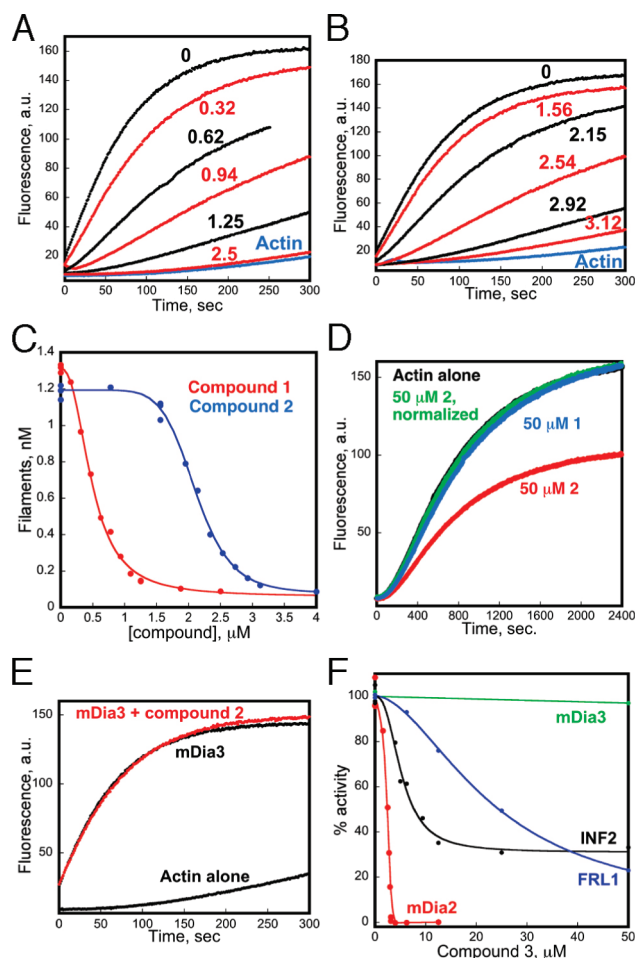 A
B
160
140
120
100
80
60
40
20
0
50
100
150
200
250
300
Fluorescence, a.u.
Time, sec
0
0.32
0.62
0.94
1.25
Actin
2.5
180
160
140
120
100
80
60
40
20
0
50
100
150
200
250
300
Fluorescence, a.u.
Time, sec
0
1.56
2.15
2.54
2.92
3.12
Actin
C
D
1.4
1.2
1
0.8
0.6
0.4
0.2
0
0
0.5
1
1.5
2
2.5
3
3.5
4
Filaments, nM
[compound], μM
Compound 1
Compound 2
150
100
50
0
400
800
1200
1600
2000
2400
Fluorescence, a.u.
Time, sec.
Actin alone
50 μM 2,
normalized
50 μM 1
50 μM 2
E
F
150
100
50
0
50
100
150
200
250
300
Fluorescence, a.u.
Time, sec
mDia3 + compound 2
mDia3
Actin alone
100
80
60
40
20
0
0
10
20
30
40
50
% activity
Compound 3, μM
mDia3
INF2
FRL1
mDia2